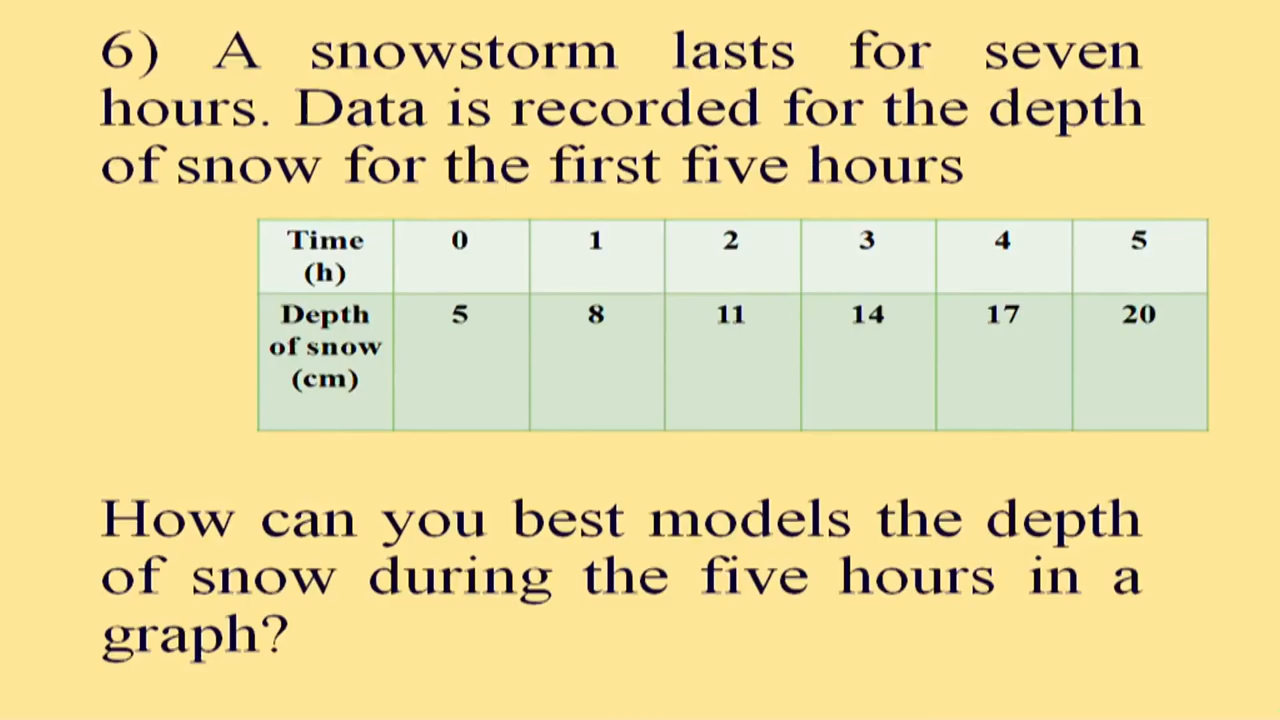 6) A snowstorm lasts for seven
hours. Data is recorded for the depth
of snow for the first five hours
Time (h) 0 1 2 3 4 5
Depth of snow (cm) 5 8 11 14 17 20
How can you best models the depth
of snow during the five hours in a
graph?